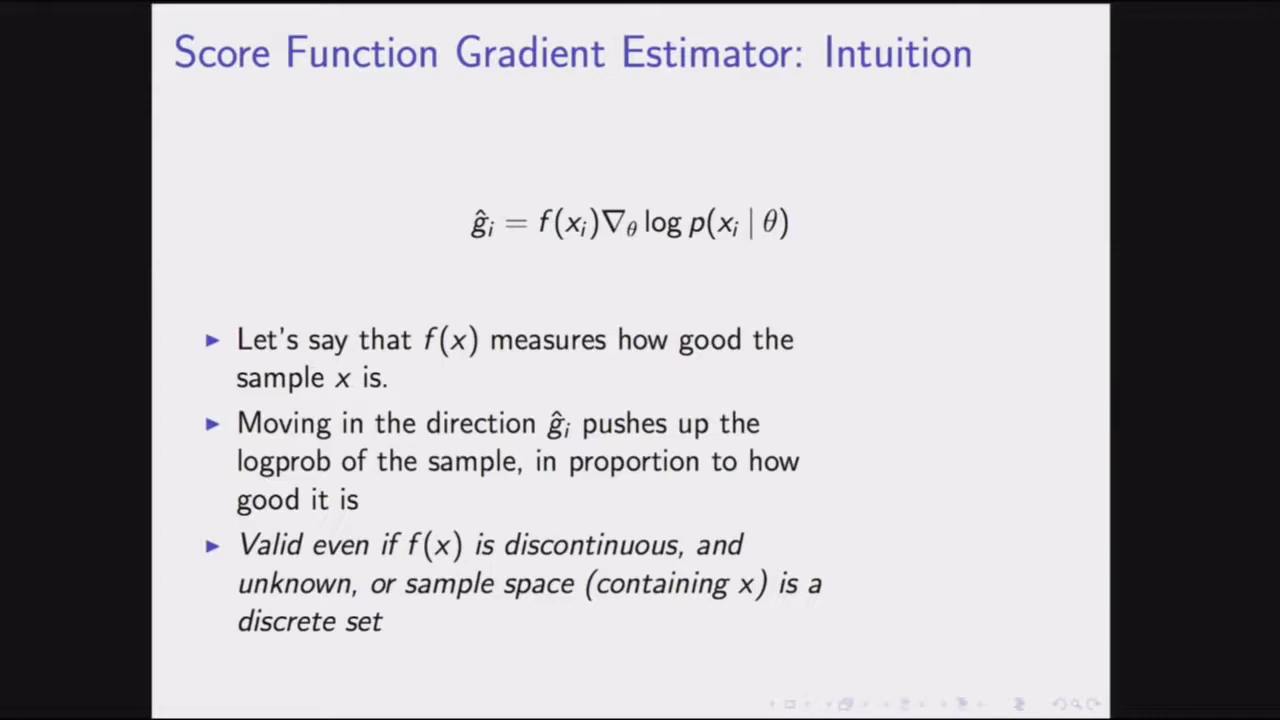 Score Function Gradient Estimator: Intuition
ĝᵢ = f(xᵢ)∇θ log p(xᵢ | θ)
Let's say that f(x) measures how good the
sample x is.
Moving in the direction ĝᵢ pushes up the
logprob of the sample, in proportion to how
good it is
Valid even if f(x) is discontinuous, and
unknown, or sample space (containing x) is a
discrete set